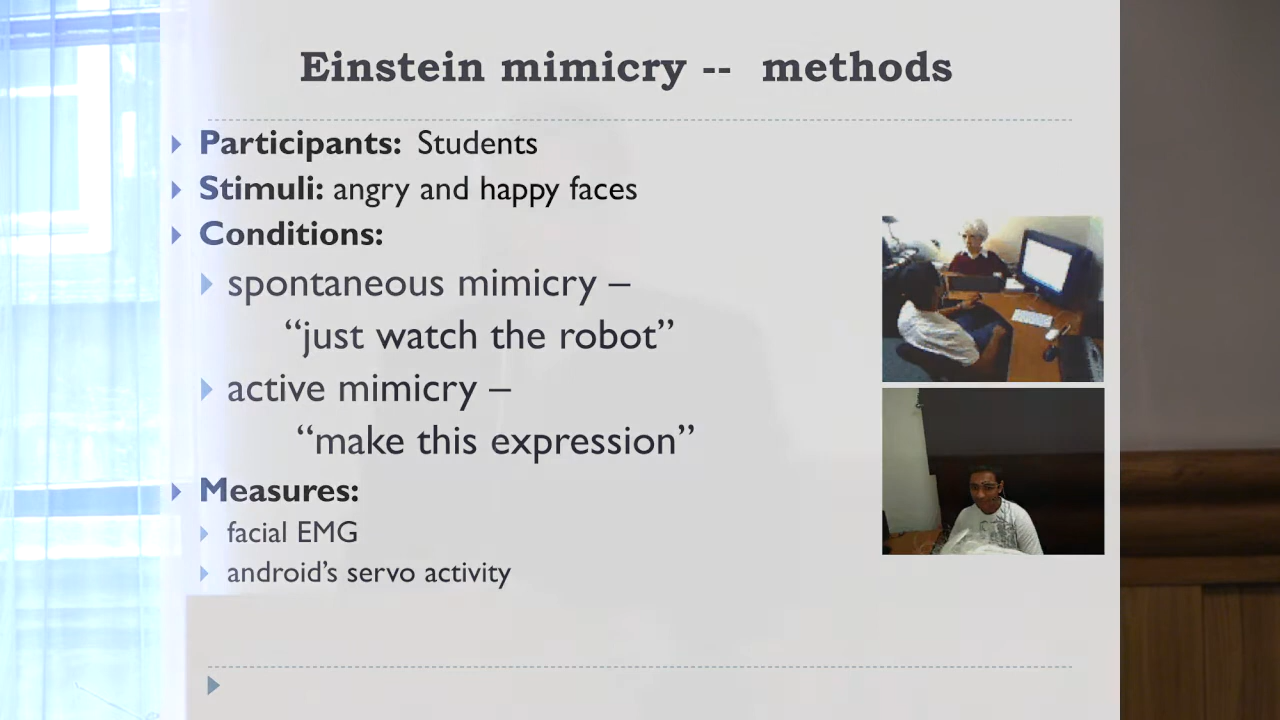 Einstein mimicry -- methods
Participants: Students
Stimuli: angry and happy faces
Conditions:
spontaneous mimicry –
“just watch the robot”
active mimicry –
“make this expression”
Measures:
facial EMG
android’s servo activity